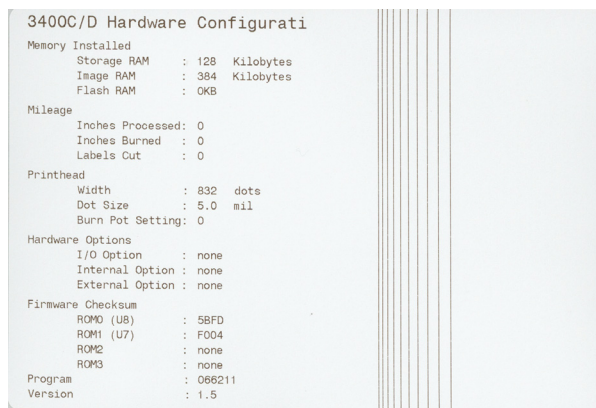 3400C/D Hardware Configurati
Memory Installed
Storage RAM : 128 Kilobytes
Image RAM : 384 Kilobytes
Flash RAM : 0KB
Mileage
Inches Processed: 0
Inches Burned : 0
Labels Cut : 0
Printhead
Width : 832 dots
Dot Size : 5.0 mil
Burn Pot Setting: 0
Hardware Options
I/O Option : none
Internal Option : none
External Option : none
Firmware Checksum
ROM0 (U8) : 5BFD
ROM1 (U7) : F004
ROM2 : none
ROM3 : none
Program : 066211
Version : 1.5